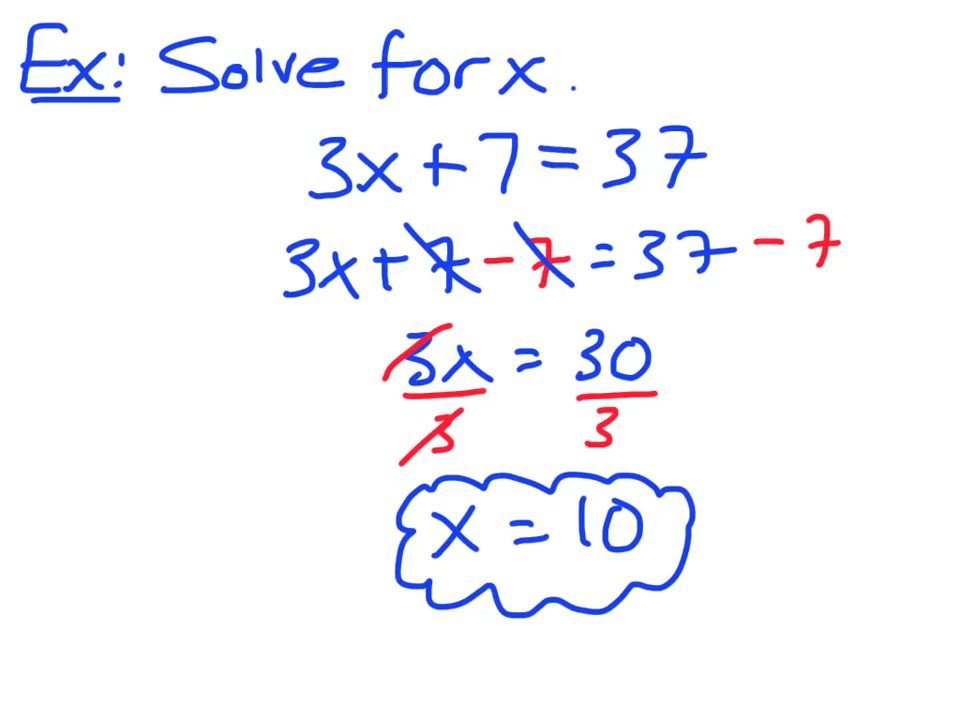 Ex: Solve for x.
3x + 7 = 37
3x + 7 - 7 = 37 - 7
3x = 30
3 3
x = 10